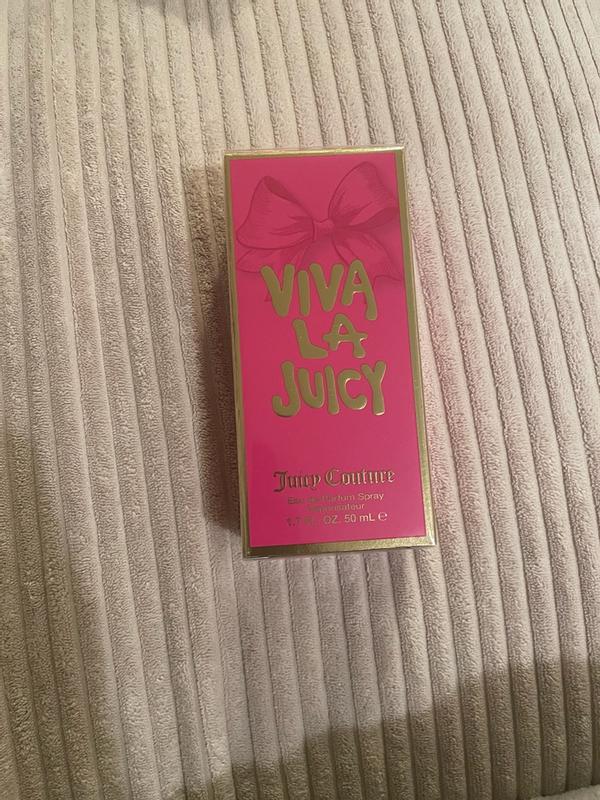 VIVA
LA
JUICY
Juicy Couture
Eau de Parfum Spray
Vaporisateur
1.7 FL. OZ. 50 mL ℮